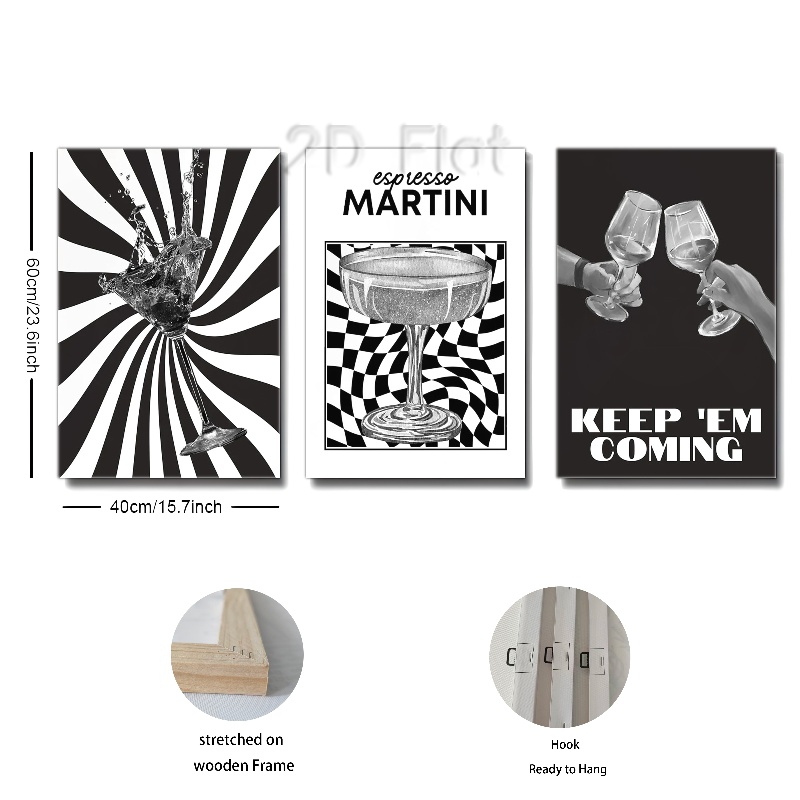 2D Flat
espresso
MARTINI
60cm/23.6inch
KEEP 'EM
COMING
40cm/15.7inch
stretched on
wooden Frame
Hook
Ready to Hang